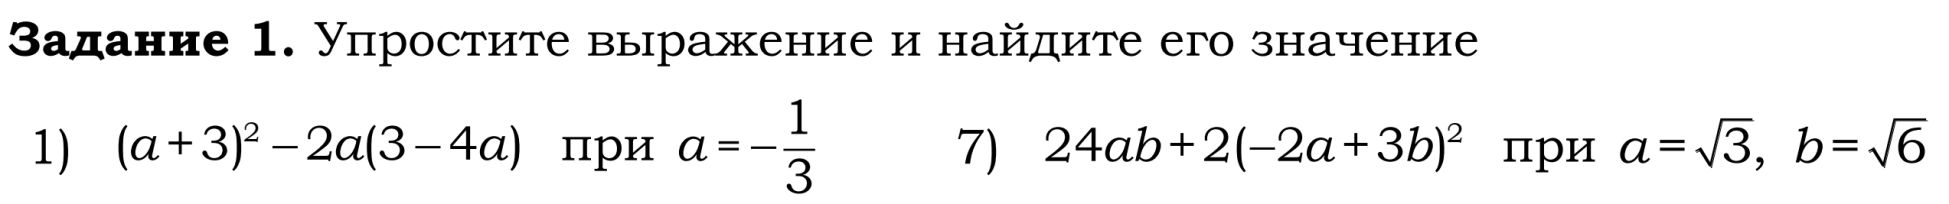 Задание 1. Упростите выражение и найдите его значение
1) (a+3)² – 2a(3–4a) при a = –1/3 7) 24ab+2(–2a+3b)² при a=√3, b=√6